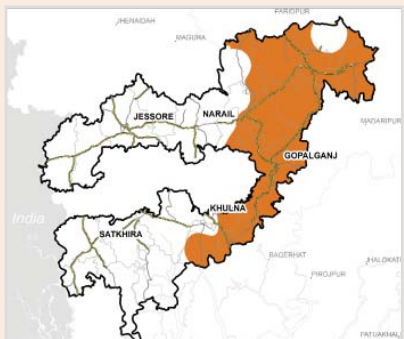 JHENAIDAH
FARIDPUR
MAGURA
JESSORE
NARAIL
MADARIPUR
GOPALGANJ
India
KHULNA
SATKHIRA
BAGERHAT
JHALOKATI
PIROJPUR
PATUAKHALI